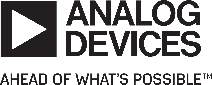 ANALOG
DEVICES
AHEAD OF WHAT'S POSSIBLE™